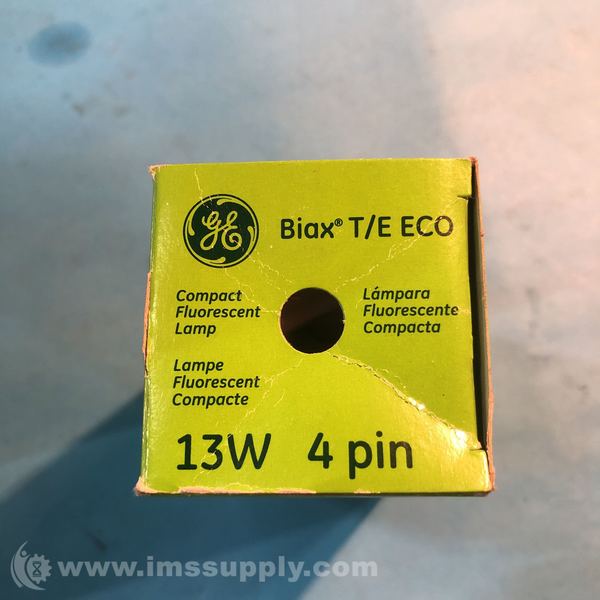 GE
Biax® T/E ECO
Compact
Fluorescent
Lamp
Lámpara
Fluorescente
Compacta
Lampe
Fluorescent
Compacte
13W 4 pin
www.imssupply.com